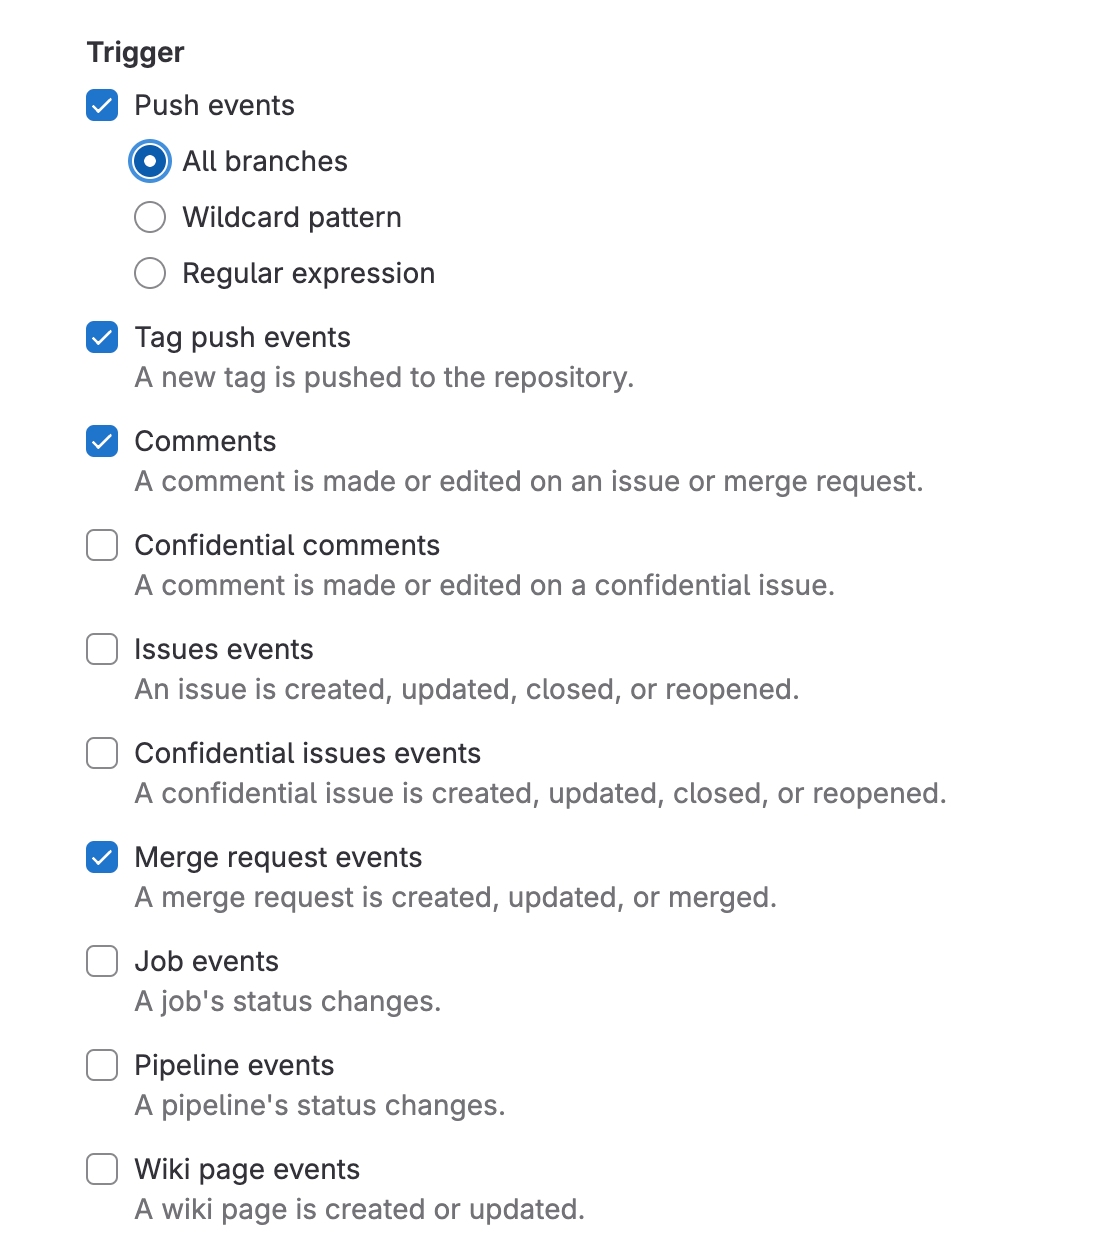 Trigger
Push events
All branches
Wildcard pattern
Regular expression
Tag push events
A new tag is pushed to the repository.
Comments
A comment is made or edited on an issue or merge request.
Confidential comments
A comment is made or edited on a confidential issue.
Issues events
An issue is created, updated, closed, or reopened.
Confidential issues events
A confidential issue is created, updated, closed, or reopened.
Merge request events
A merge request is created, updated, or merged.
Job events
A job's status changes.
Pipeline events
A pipeline's status changes.
Wiki page events
A wiki page is created or updated.